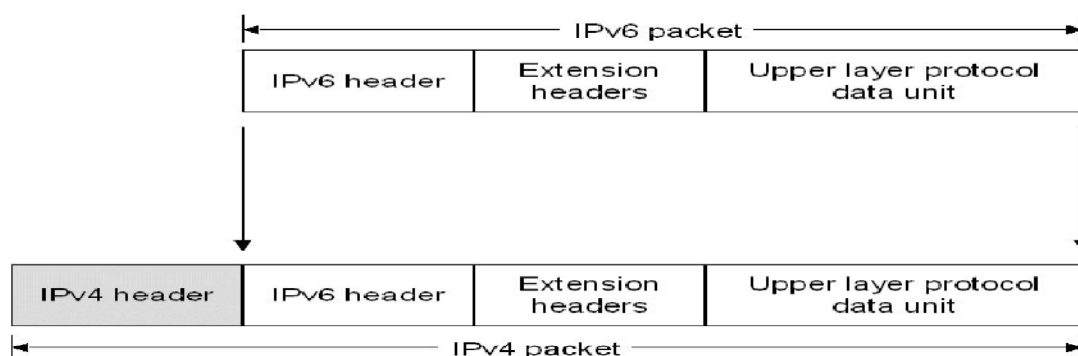 IPv6 packet
IPv6 header
Extension
headers
Upper layer protocol
data unit
IPv4 header
IPv6 header
Extension
headers
Upper layer protocol
data unit
IPv4 packet